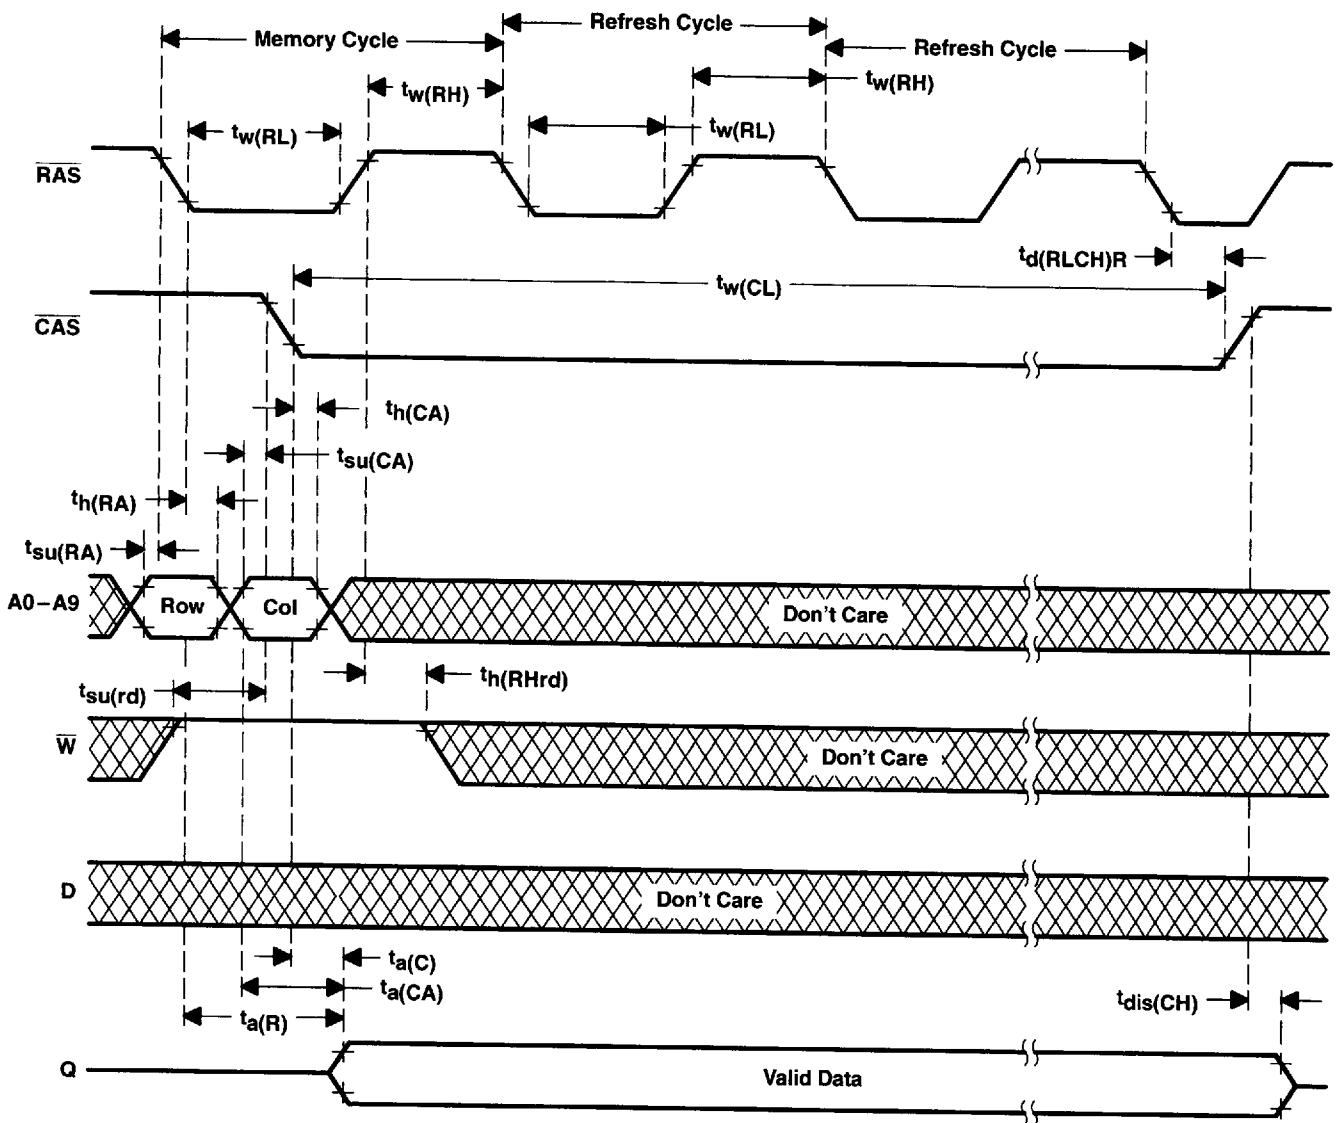 Refresh Cycle
Memory Cycle
Refresh Cycle
tw(RH)
tw(RH)
tw(RL)
tw(RL)
RAS
td(RLCH)R
tw(CL)
CAS
th(CA)
tsu(CA)
th(RA)
tsu(RA)
A0–A9
Row
Col
Don't Care
th(RHrd)
tsu(rd)
W
Don't Care
D
Don't Care
ta(C)
ta(CA)
tdis(CH)
ta(R)
Q
Valid Data